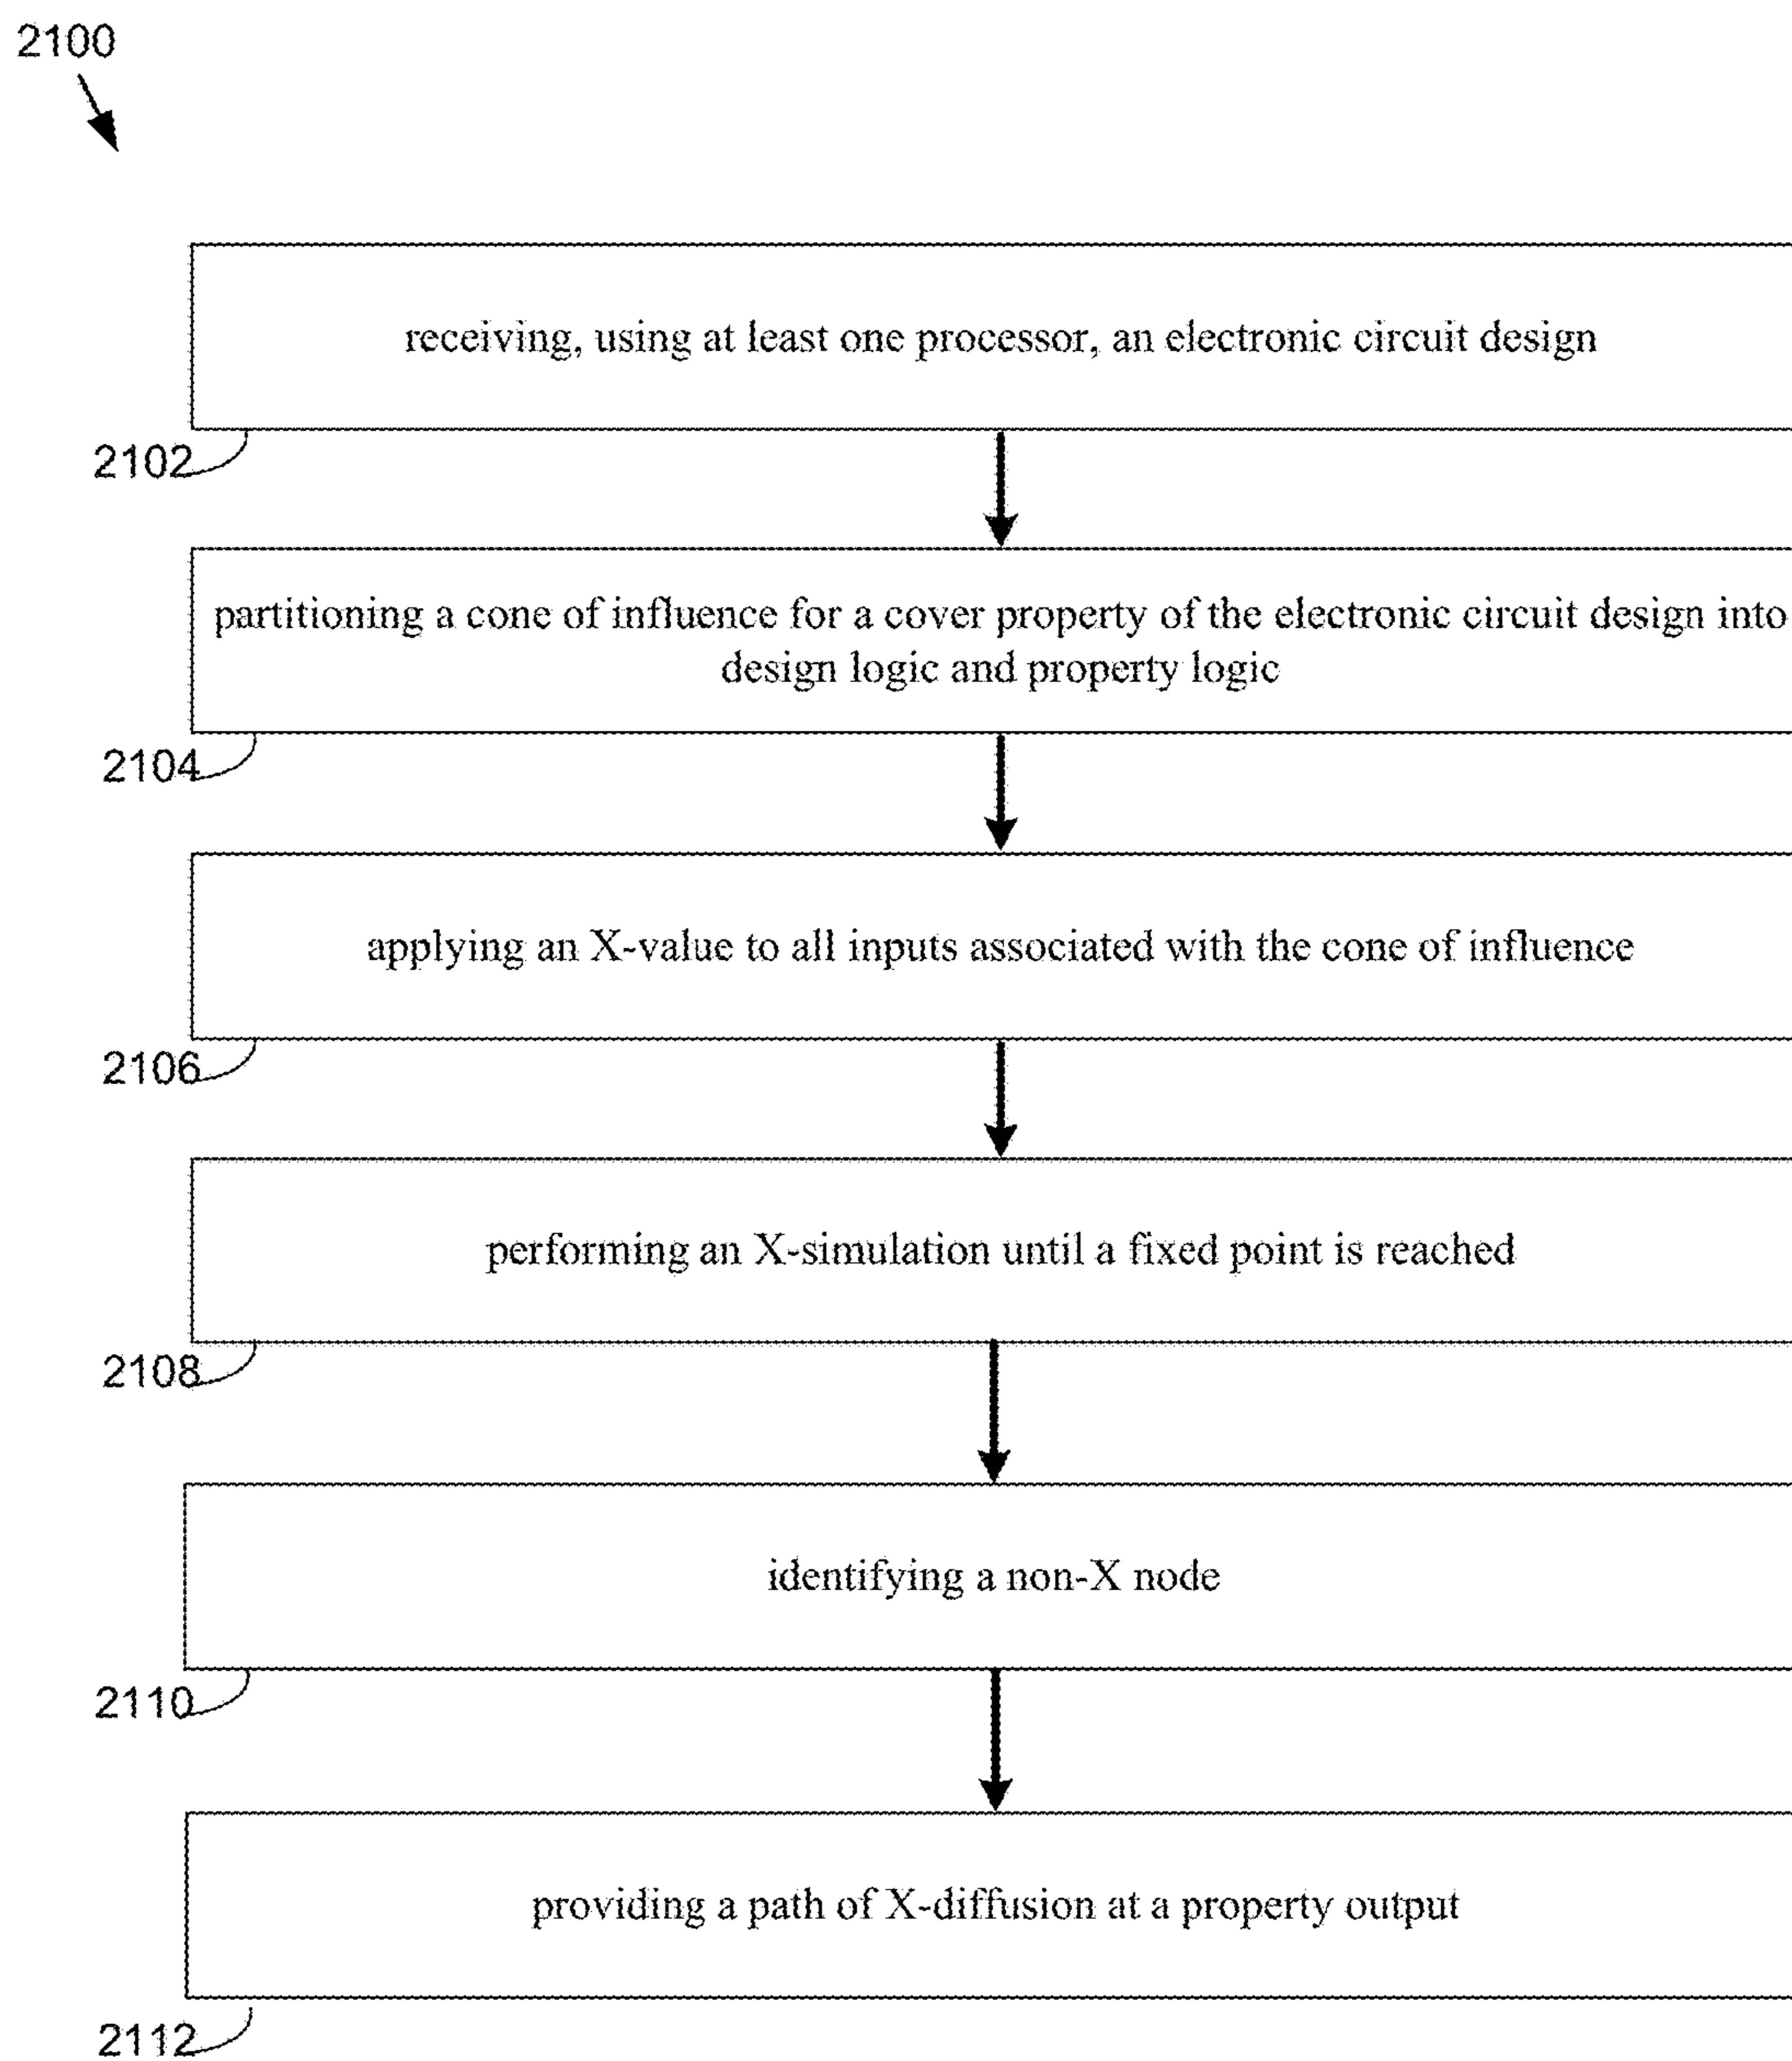 2100
receiving, using at least one processor, an electronic circuit design
2102
partitioning a cone of influence for a cover property of the electronic circuit design into
design logic and property logic
2104
applying an X-value to all inputs associated with the cone of influence
2106
performing an X-simulation until a fixed point is reached
2108
identifying a non-X node
2110
providing a path of X-diffusion at a property output
2112